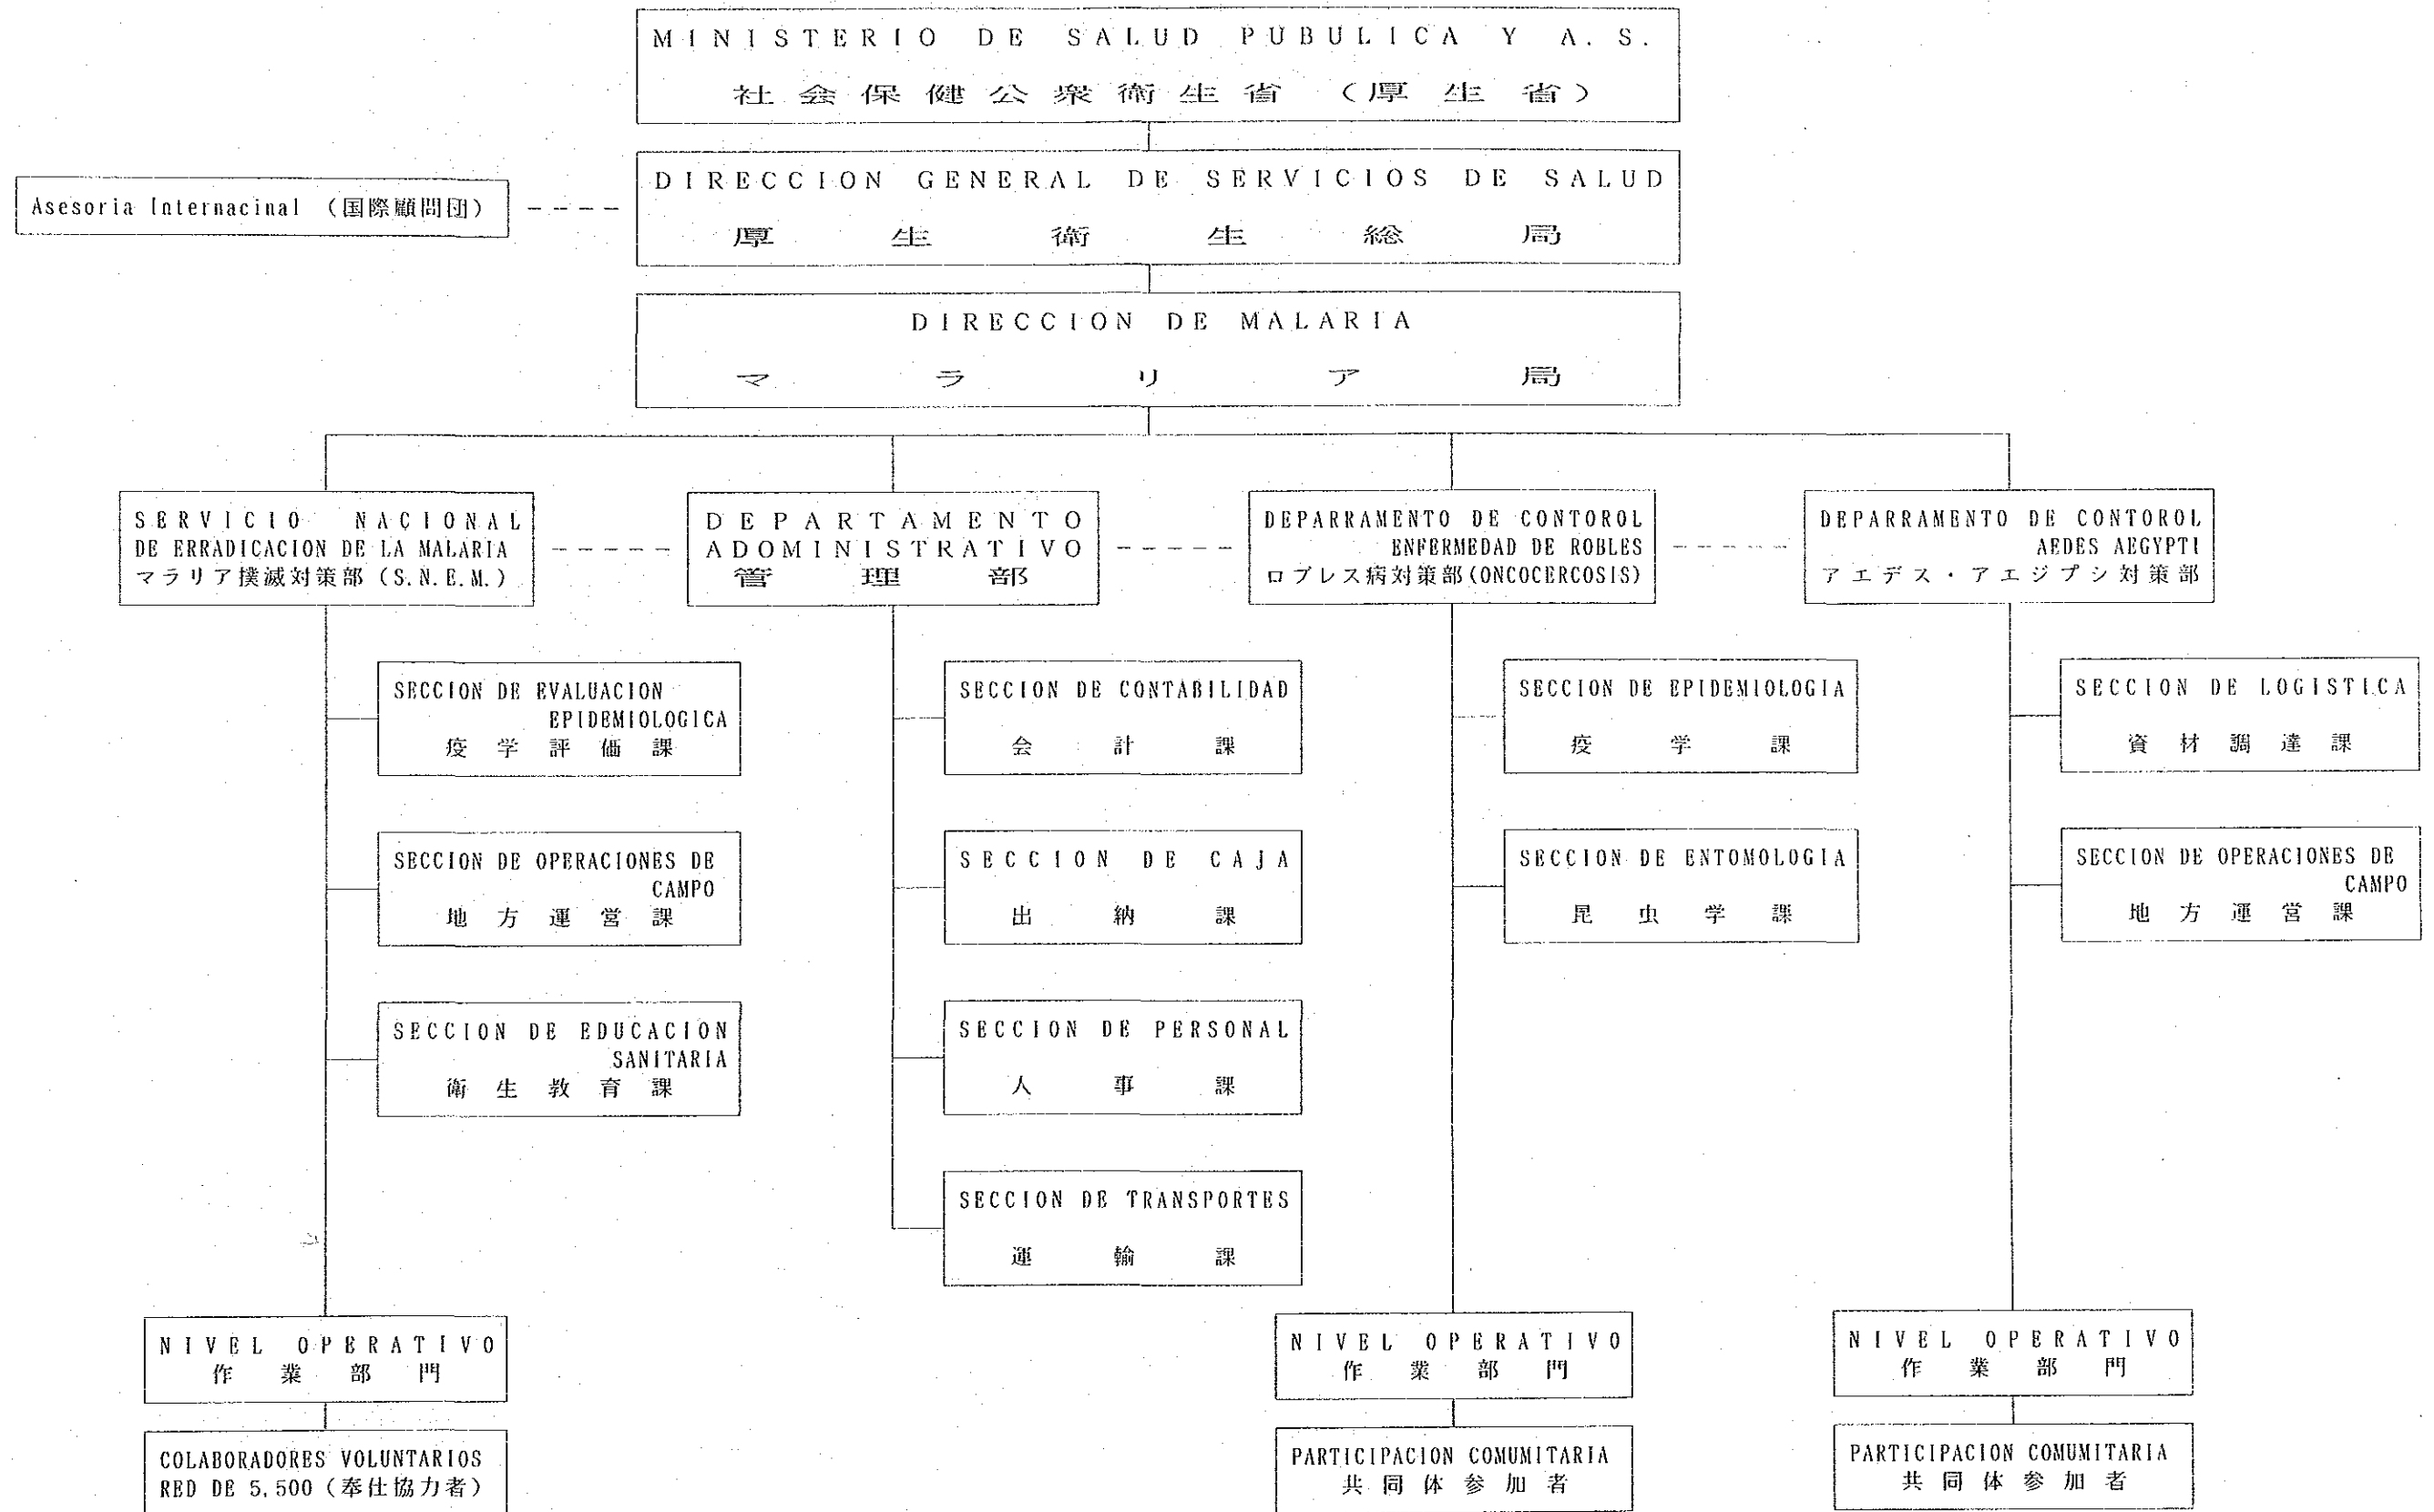 MINISTERIO DE SALUD PUBULICA Y A.S.
社会保健公衆衛生省（厚生省）
Asesoria Internacinal （国際顧問団）
DIRECCION GENERAL DE SERVICIOS DE SALUD
厚生衛生総局
DIRECCION DE MALARIA
マラリア局
SERVICIO NACIONAL
DE ERRADICACION DE LA MALARIA
マラリア撲滅対策部 (S.N.E.M.)
DEPARTAMENTO
ADOMINISTRATIVO
管理部
DEPARRAMENTO DE CONTOROL
ENFERMEDAD DE ROBLES
ロブレス病対策部(ONCOCERCOSIS)
DEPARRAMENTO DE CONTOROL
AEDES AEGYPTI
アエデス・アエジプシ対策部
SECCION DE EVALUACION
EPIDEMIOLOGICA
疫学評価課
SECCION DE CONTABILIDAD
会計課
SECCION DE EPIDEMIOLOGIA
疫学課
SECCION DE LOGISTICA
資材調達課
SECCION DE OPERACIONES DE
CAMPO
地方運営課
SECCION DE CAJA
出納課
SECCION DE ENTOMOLOGIA
昆虫学課
SECCION DE OPERACIONES DE
CAMPO
地方運営課
SECCION DE EDUCACION
SANITARIA
衛生教育課
SECCION DE PERSONAL
人事課
SECCION DE TRANSPORTES
運輸課
NIVEL OPERATIVO
作業部門
NIVEL OPERATIVO
作業部門
NIVEL OPERATIVO
作業部門
COLABORADORES VOLUNTARIOS
RED DE 5,500 (奉仕協力者)
PARTICIPACION COMUMITARIA
共同体参加者
PARTICIPACION COMUMITARIA
共同体参加者